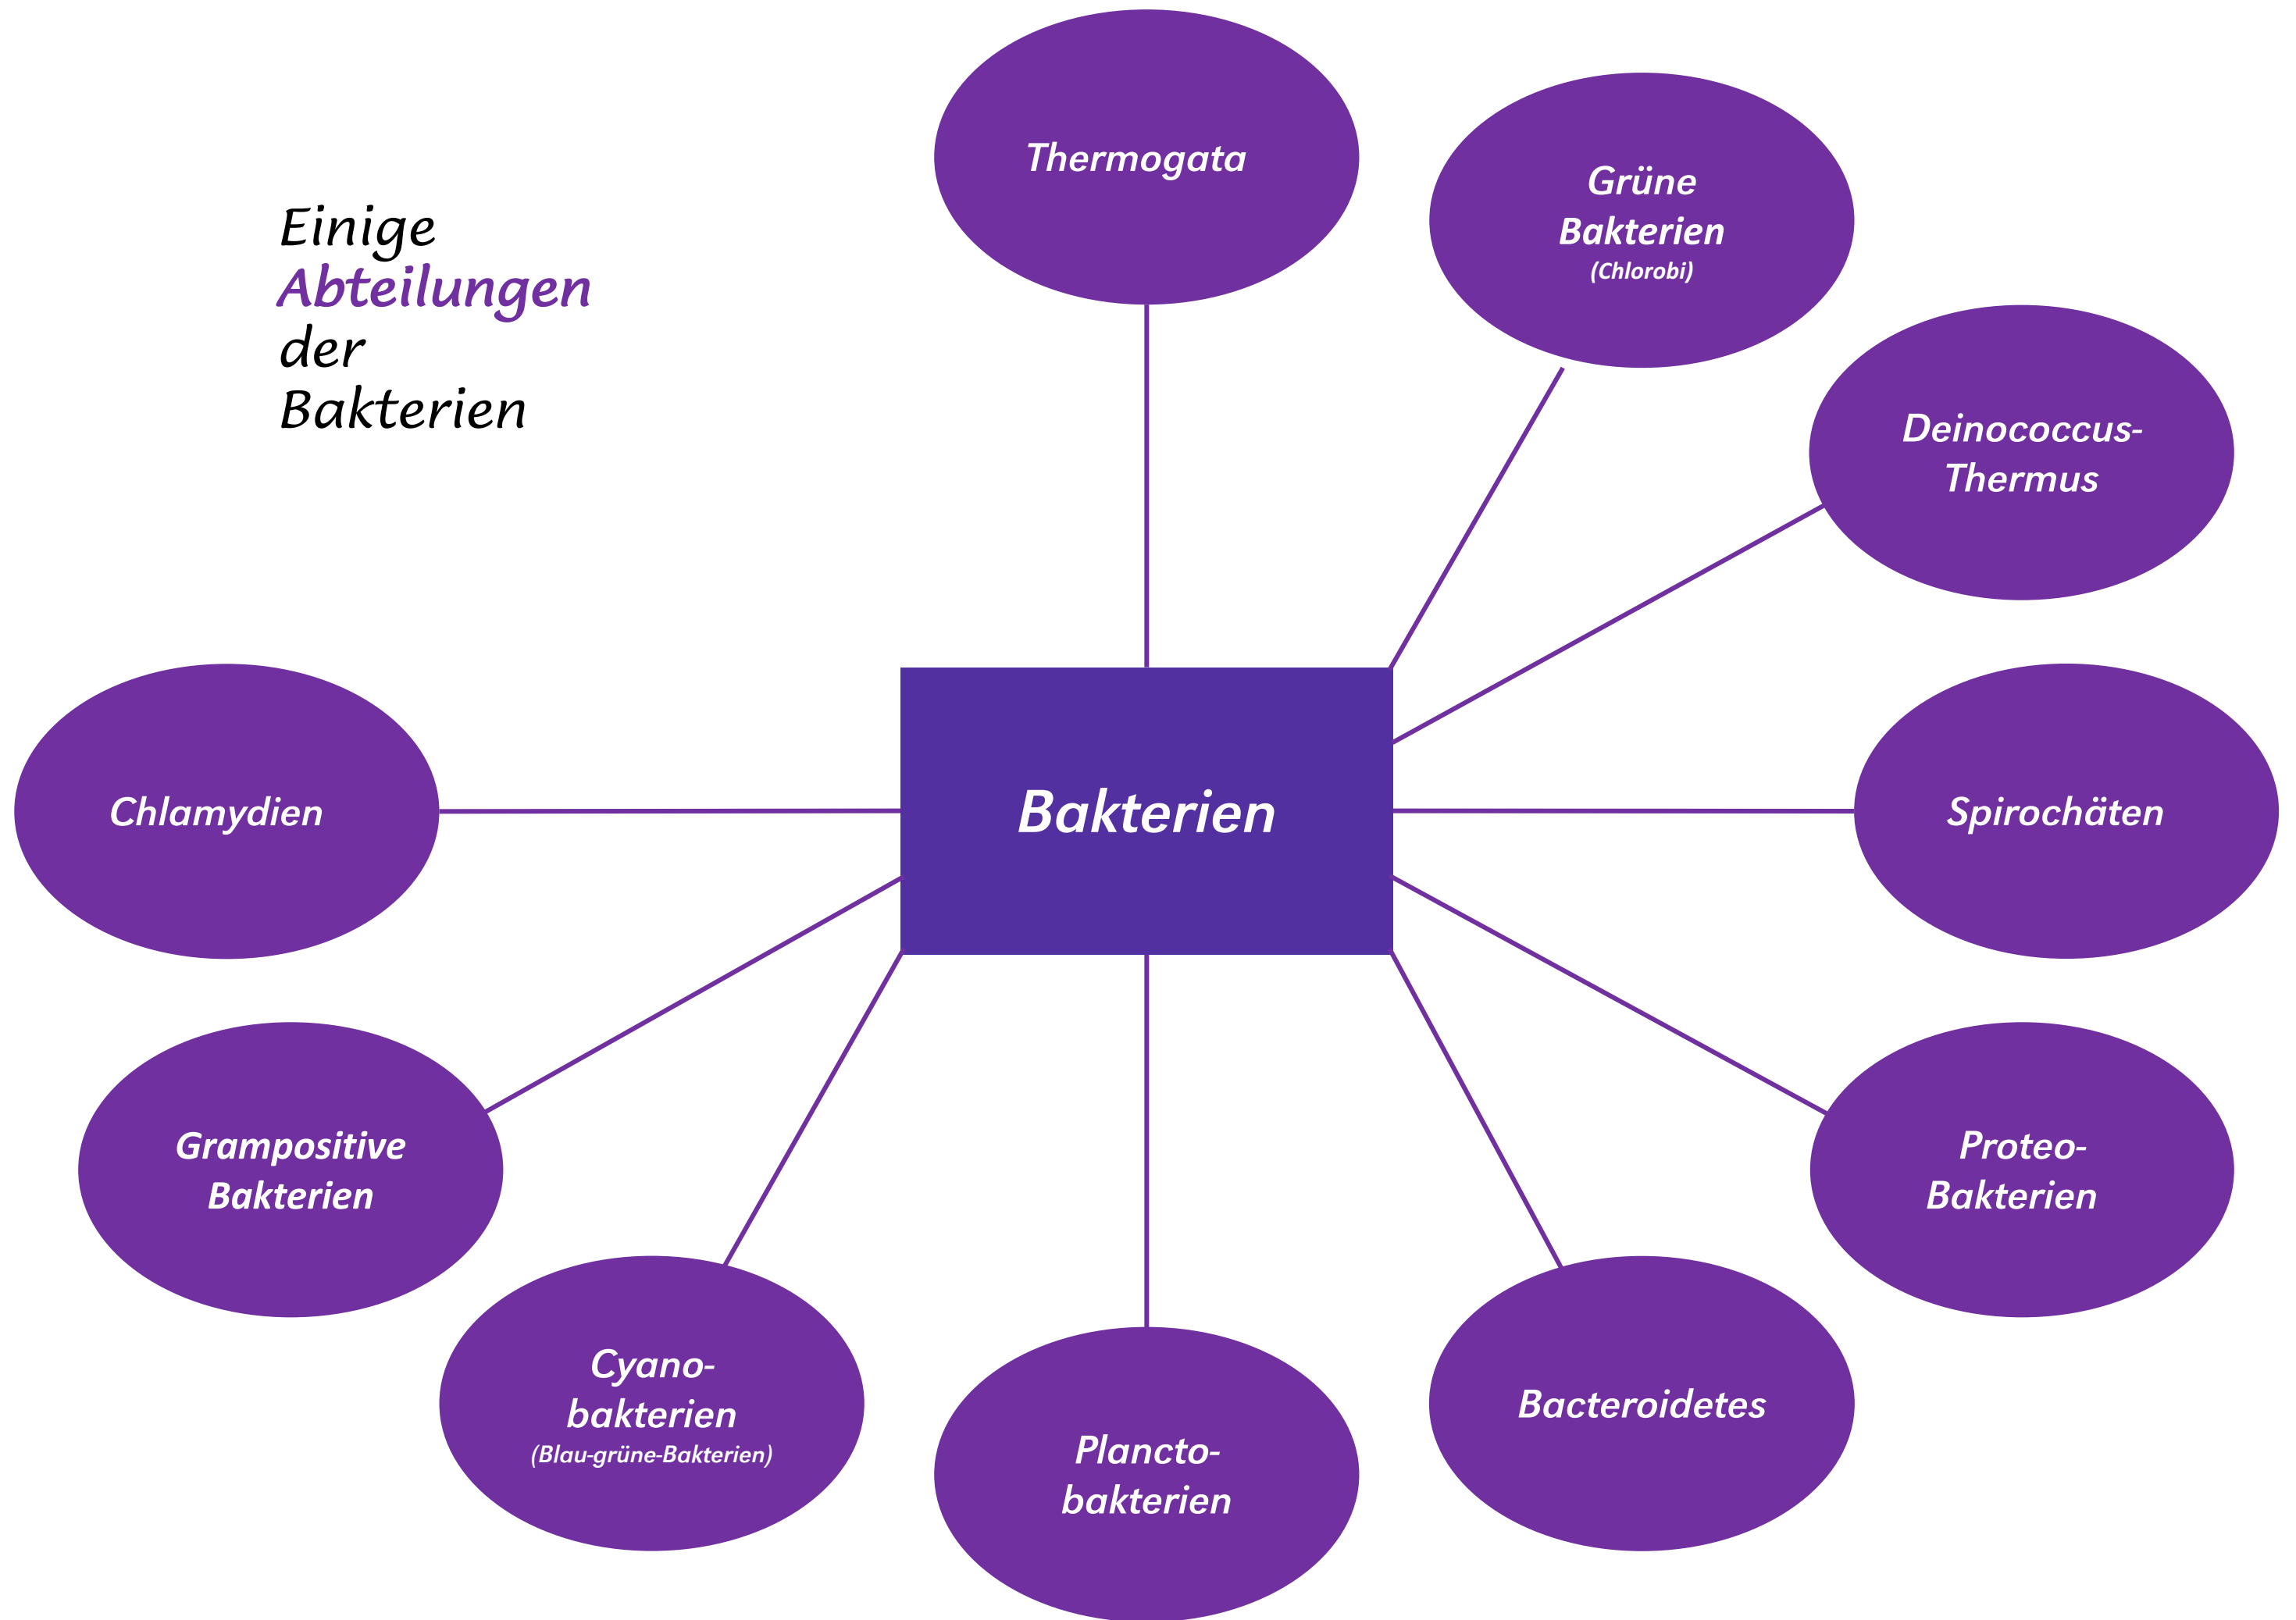 Einige
Abteilungen
der
Bakterien
Thermogata
Grüne
Bakterien
(Chlorobi)
Deinococcus-
Thermus
Chlamydien
Bakterien
Spirochäten
Grampositive
Bakterien
Proteo-
Bakterien
Cyano-
bakterien
(Blau-grüne-Bakterien)
Plancto-
bakterien
Bacteroidetes